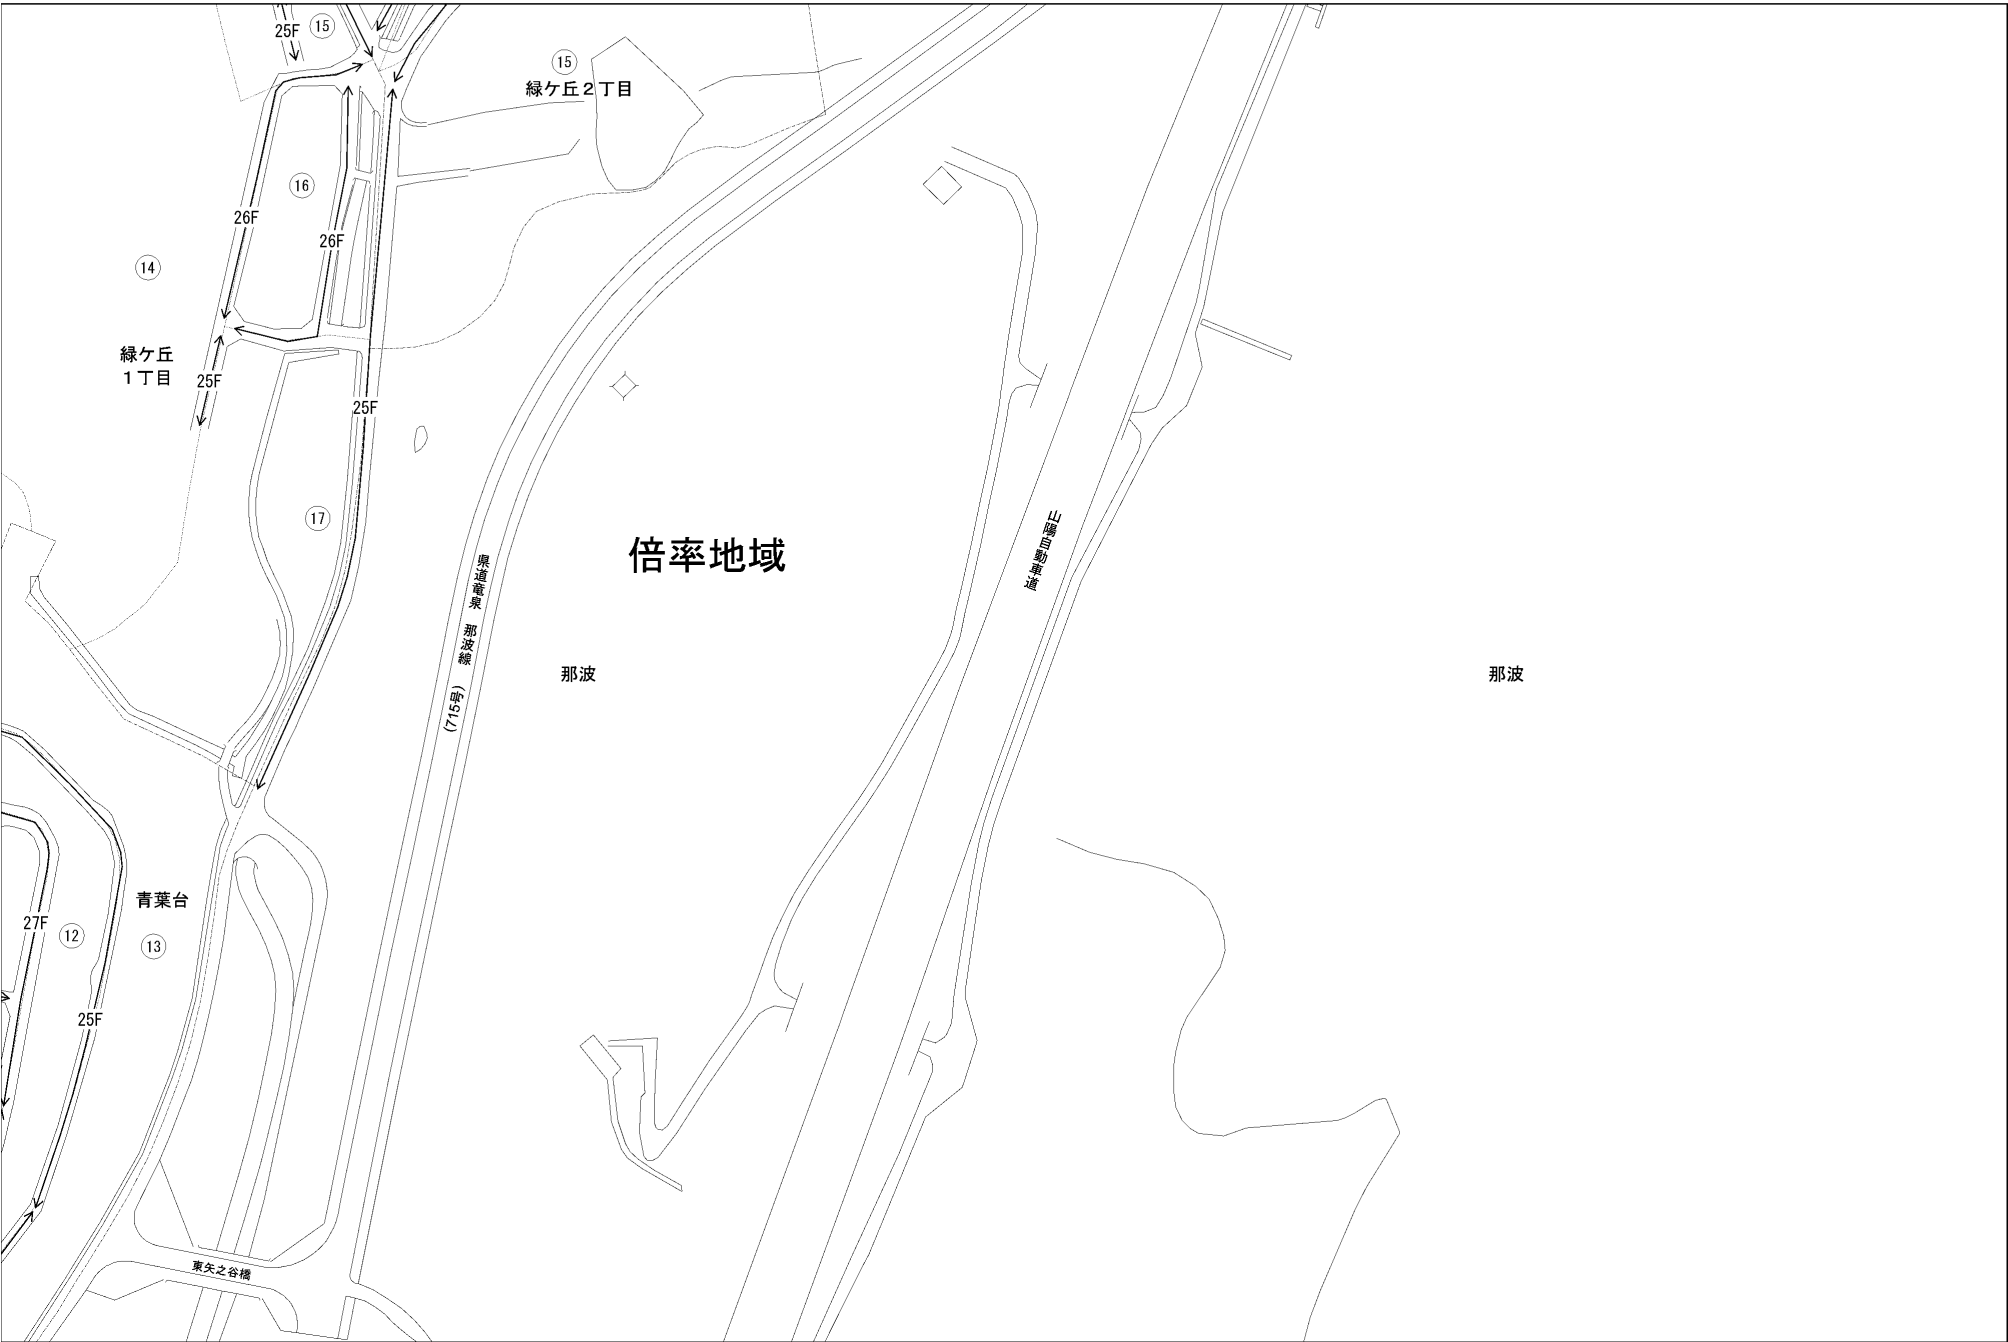 25F
15
15
緑ケ丘２丁目
16
26F
26F
14
緑ケ丘
１丁目
25F
25F
17
山陽自動車道
倍率地域
県道竜泉 那波線 (715号)
那波
那波
青葉台
27F
12
13
25F
東矢之谷橋